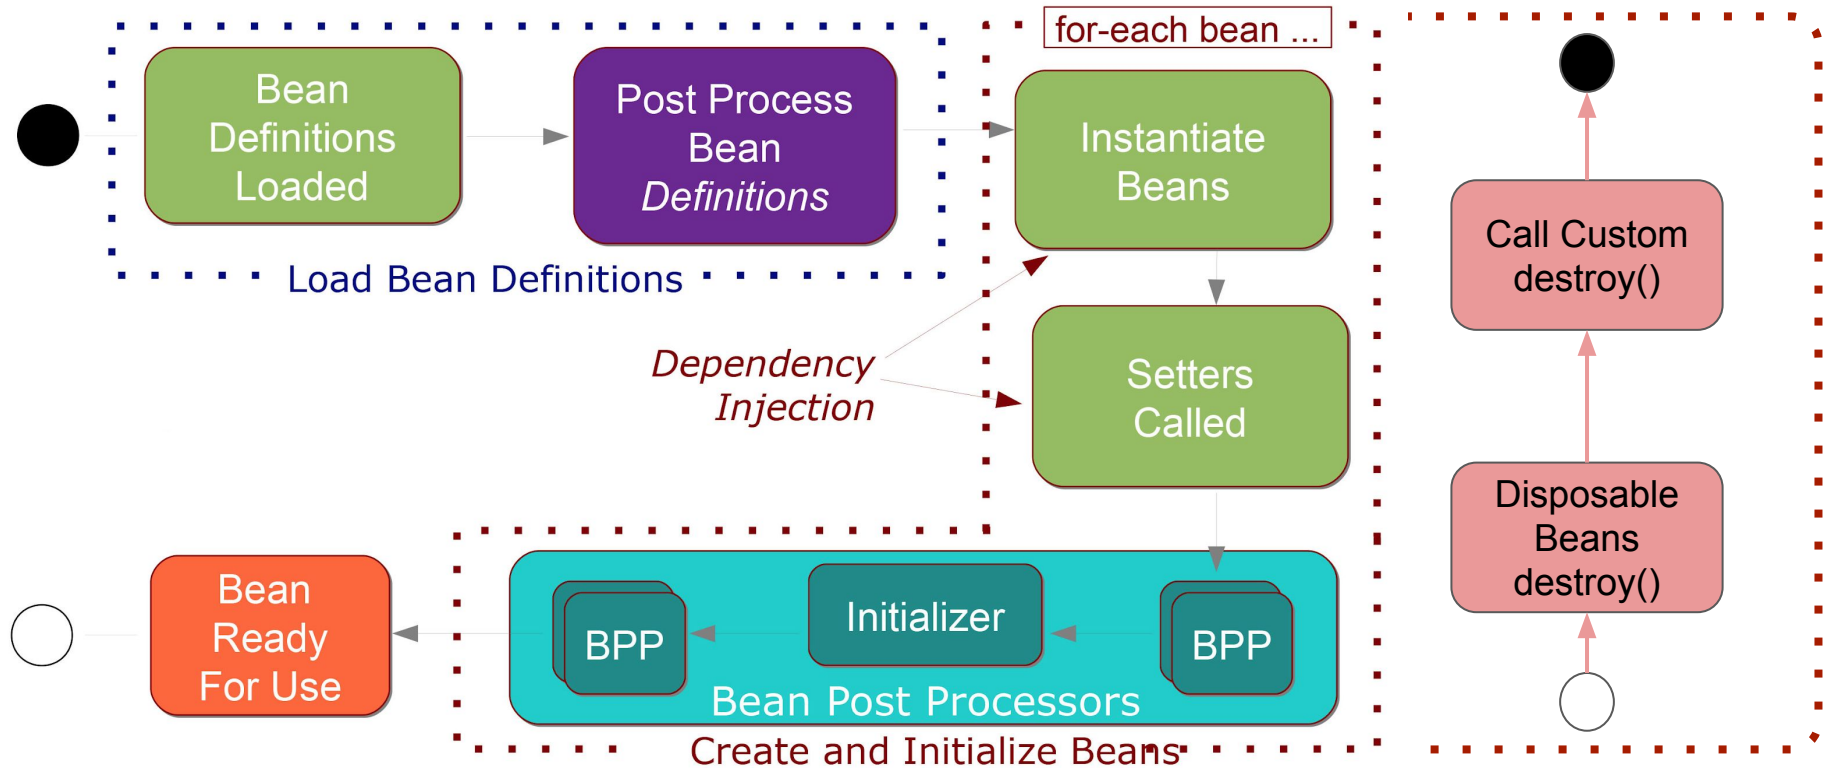 Bean
Definitions
Loaded
Post Process
Bean
Definitions
Load Bean Definitions
for-each bean ...
Instantiate
Beans
Dependency
Injection
Setters
Called
BPP
Initializer
BPP
Bean Post Processors
Create and Initialize Beans
Bean
Ready
For Use
Call Custom
destroy()
Disposable
Beans
destroy()